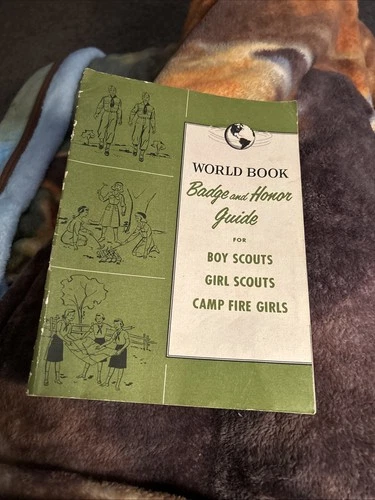 WORLD BOOK
Badge and Honor
Guide
FOR
BOY SCOUTS
GIRL SCOUTS
CAMP FIRE GIRLS